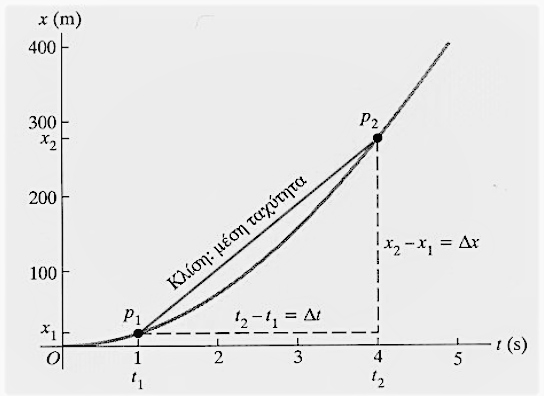 x (m)
400
300
x₂
p₂
200
Κλίση: μέση ταχύτητα
x₂ – x₁ = Δx
100
p₁
t₂ – t₁ = Δt
x₁
O
1
2
3
4
5
t (s)
t₁
t₂